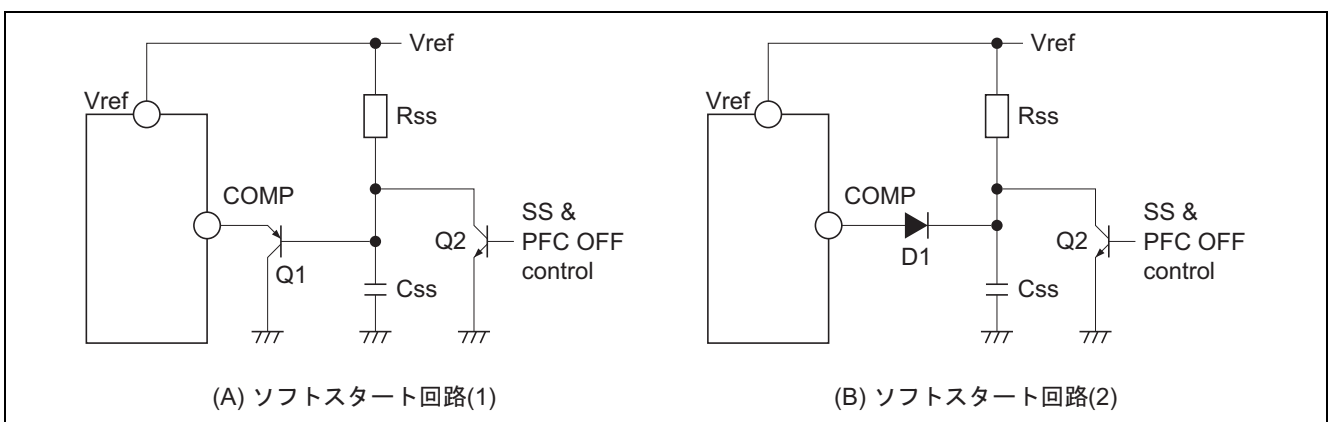 Vref
Vref
Rss
COMP
Q1
Css
Q2
SS &
PFC OFF
control
(A) ソフトスタート回路(1)
Vref
Vref
Rss
COMP
D1
Css
Q2
SS &
PFC OFF
control
(B) ソフトスタート回路(2)